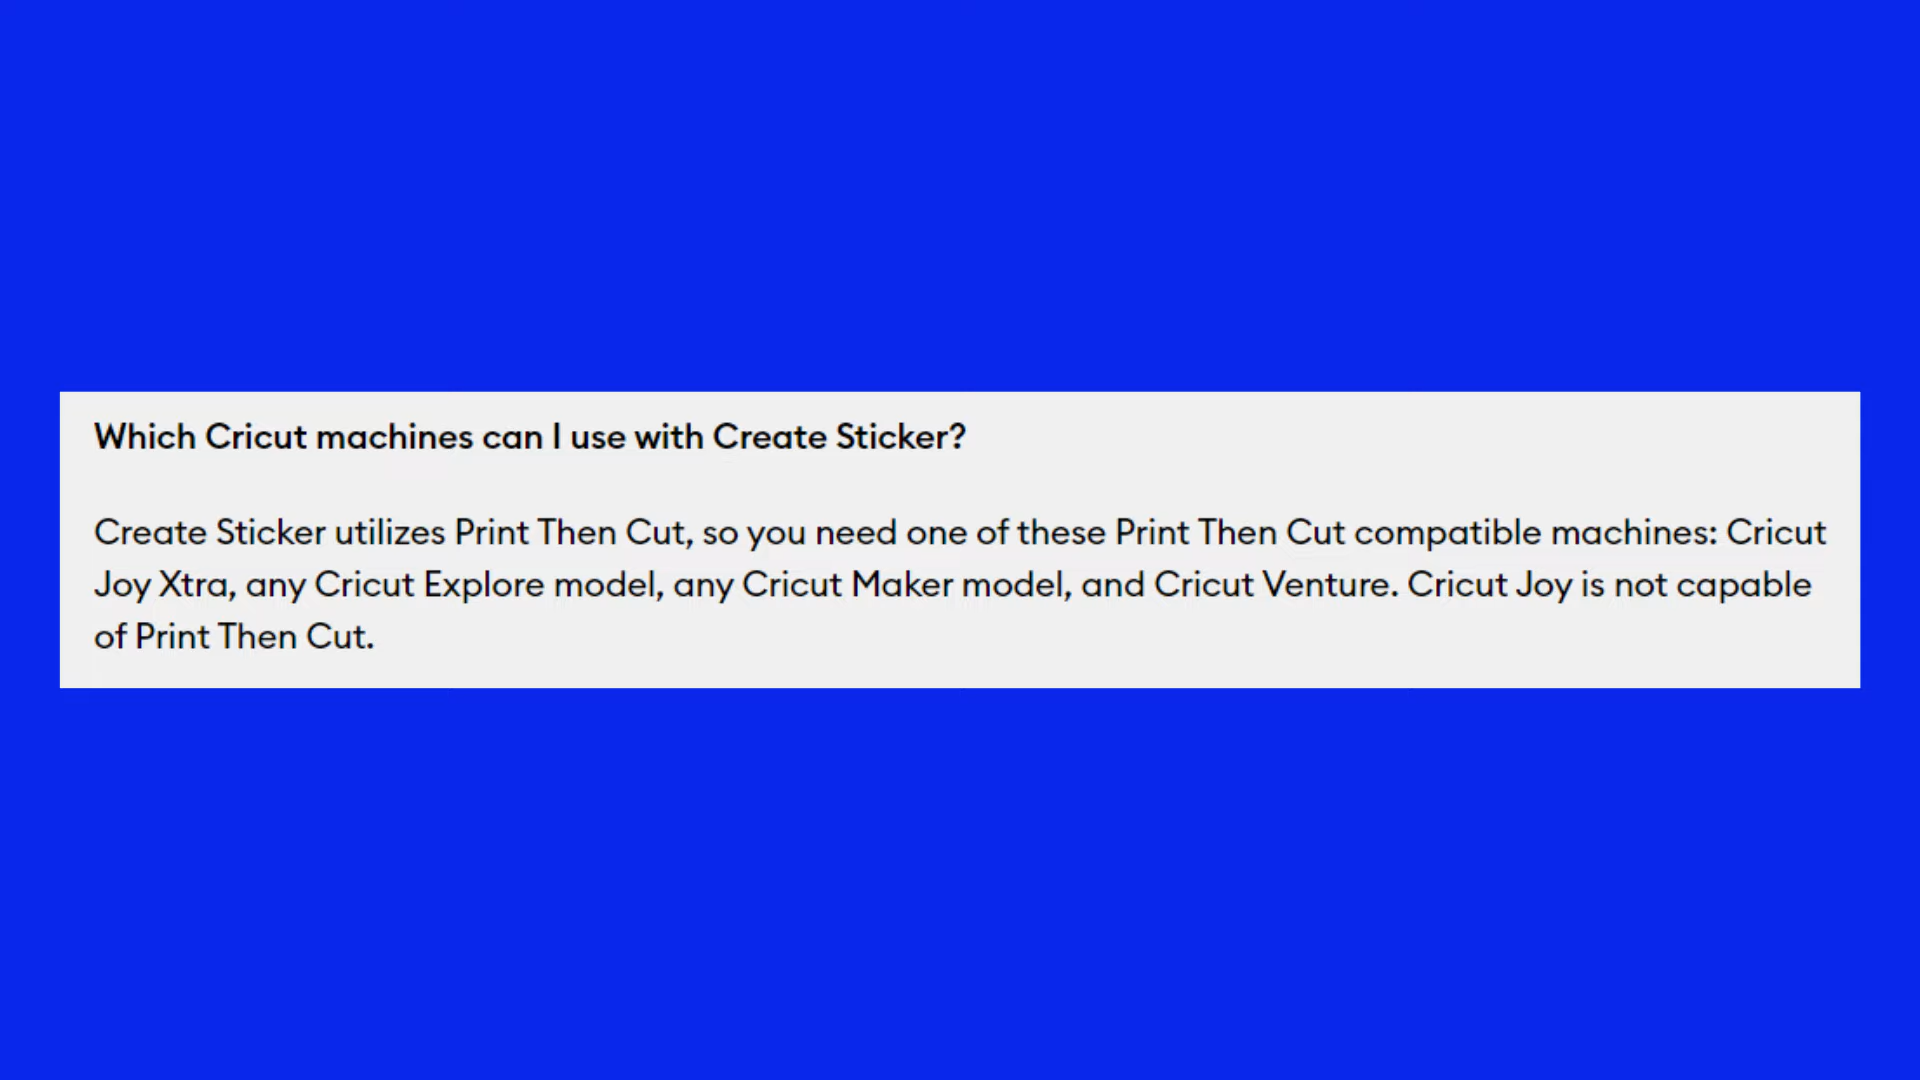 Which Cricut machines can I use with Create Sticker?
Create Sticker utilizes Print Then Cut, so you need one of these Print Then Cut compatible machines: Cricut
Joy Xtra, any Cricut Explore model, any Cricut Maker model, and Cricut Venture. Cricut Joy is not capable
of Print Then Cut.